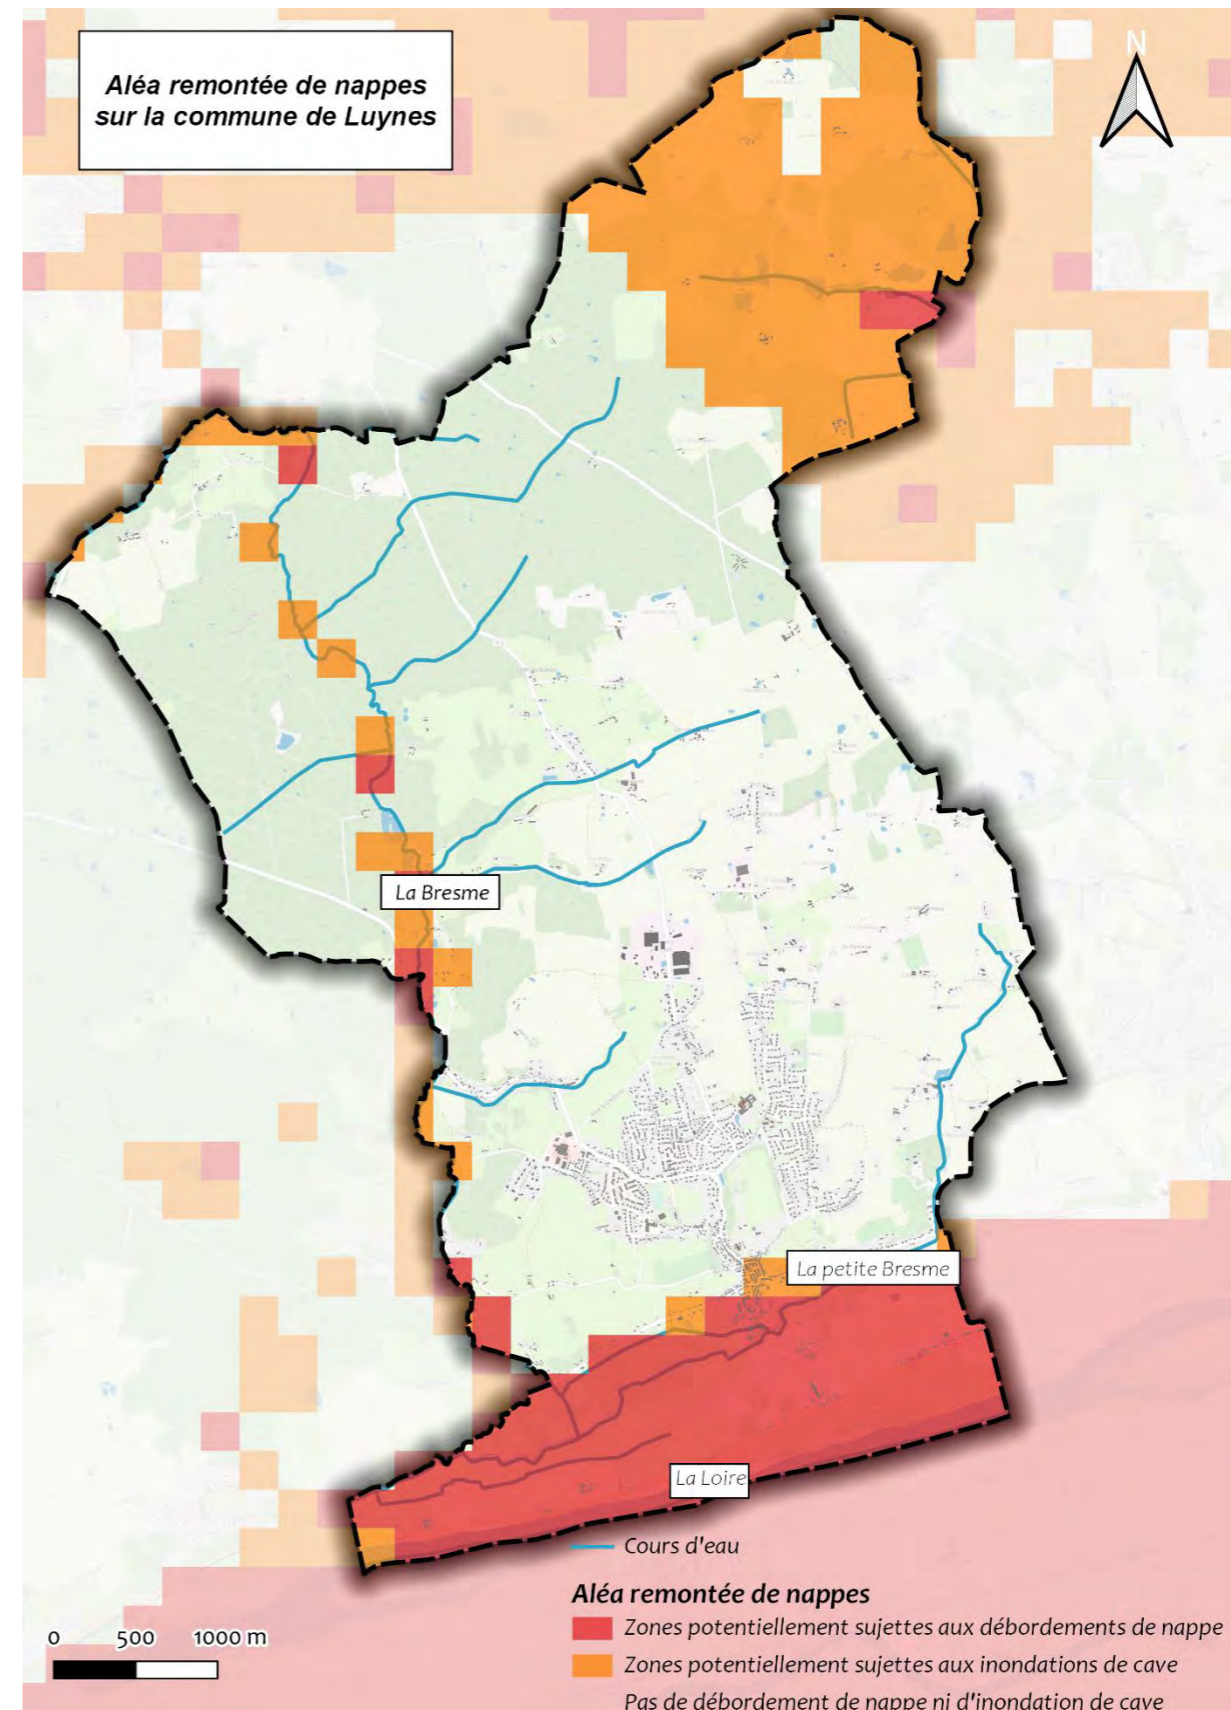 Aléa remontée de nappes
sur la commune de Luynes
N
La Bresme
La petite Bresme
La Loire
Cours d'eau
Aléa remontée de nappes
Zones potentiellement sujettes aux débordements de nappe
Zones potentiellement sujettes aux inondations de cave
Pas de débordement de nappe ni d'inondation de cave
0 500 1000 m